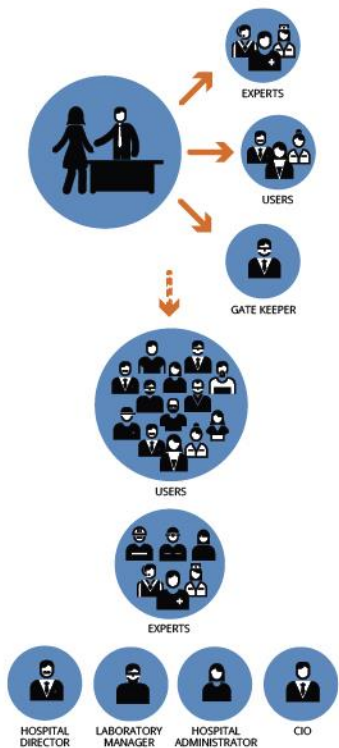 EXPERTS
USERS
GATE KEEPER
USERS
EXPERTS
HOSPITAL
DIRECTOR
LABORATORY
MANAGER
HOSPITAL
ADMINISTRATOR
CIO